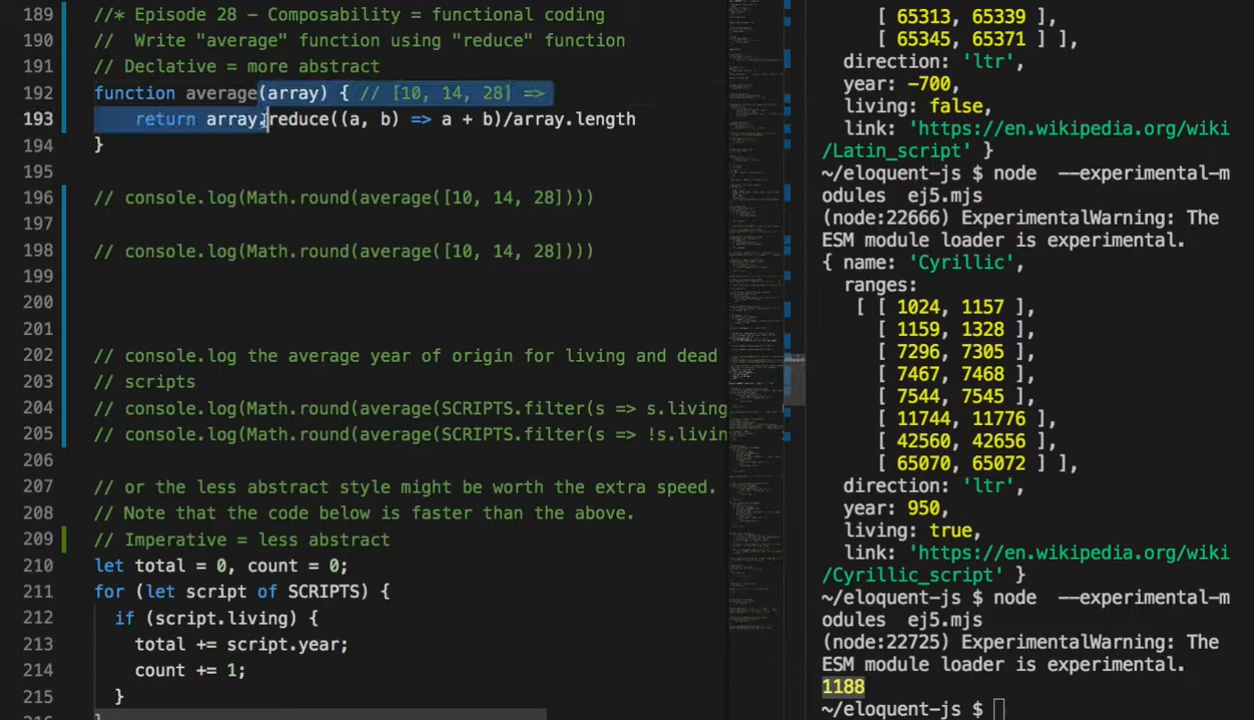 189 //* Episode 28 - Composability = functional coding
190 //  Write "average" function using "reduce" function
191 // Declative = more abstract
192 function average(array) { // [10, 14, 28] =>
193     return array.reduce((a, b) => a + b)/array.length
194 }
195
196 // console.log(Math.round(average([10, 14, 28])))
197
198 // console.log(Math.round(average([10, 14, 28])))
199
200
201
202 // console.log the average year of origin for living and dead
203 // scripts
204 // console.log(Math.round(average(SCRIPTS.filter(s => s.living
205 // console.log(Math.round(average(SCRIPTS.filter(s => !s.livin
206
207 // or the less abstract style might be worth the extra speed.
208 // Note that the code below is faster than the above.
209 // Imperative = less abstract
210 let total = 0, count = 0;
211 for (let script of SCRIPTS) {
212   if (script.living) {
213     total += script.year;
214     count += 1;
215   }
[ 65313, 65339 ],
[ 65345, 65371 ] ],
direction: 'ltr',
year: -700,
living: false,
link: 'https://en.wikipedia.org/wiki
/Latin_script' }
~/eloquent-js $ node  --experimental-m
odules  ej5.mjs
(node:22666) ExperimentalWarning: The
ESM module loader is experimental.
{ name: 'Cyrillic',
ranges:
[ [ 1024, 1157 ],
[ 1159, 1328 ],
[ 7296, 7305 ],
[ 7467, 7468 ],
[ 7544, 7545 ],
[ 11744, 11776 ],
[ 42560, 42656 ],
[ 65070, 65072 ] ],
direction: 'ltr',
year: 950,
living: true,
link: 'https://en.wikipedia.org/wiki
/Cyrillic_script' }
~/eloquent-js $ node  --experimental-m
odules  ej5.mjs
(node:22725) ExperimentalWarning: The
ESM module loader is experimental.
1188
~/eloquent-js $